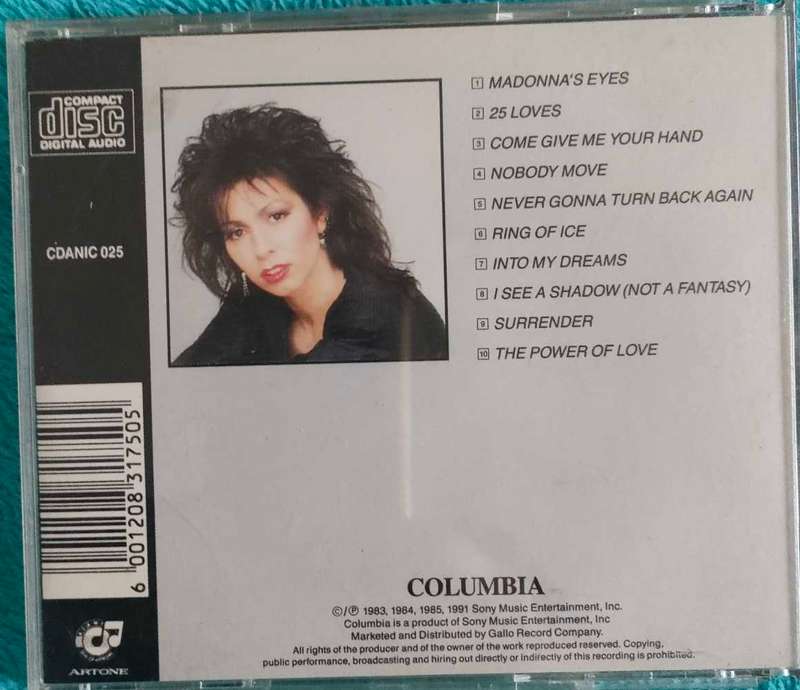 COMPACT
disc
DIGITAL AUDIO
CDANIC 025
6 001208 317505
ARTONE
1 MADONNA'S EYES
2 25 LOVES
3 COME GIVE ME YOUR HAND
4 NOBODY MOVE
5 NEVER GONNA TURN BACK AGAIN
6 RING OF ICE
7 INTO MY DREAMS
8 I SEE A SHADOW (NOT A FANTASY)
9 SURRENDER
10 THE POWER OF LOVE
COLUMBIA
©/℗ 1983, 1984, 1985, 1991 Sony Music Entertainment, Inc.
Columbia is a product of Sony Music Entertainment, Inc
Marketed and Distributed by Gallo Record Company.
All rights of the producer and of the owner of the work reproduced reserved. Copying,
public performance, broadcasting and hiring out directly or indirectly of this recording is prohibited.